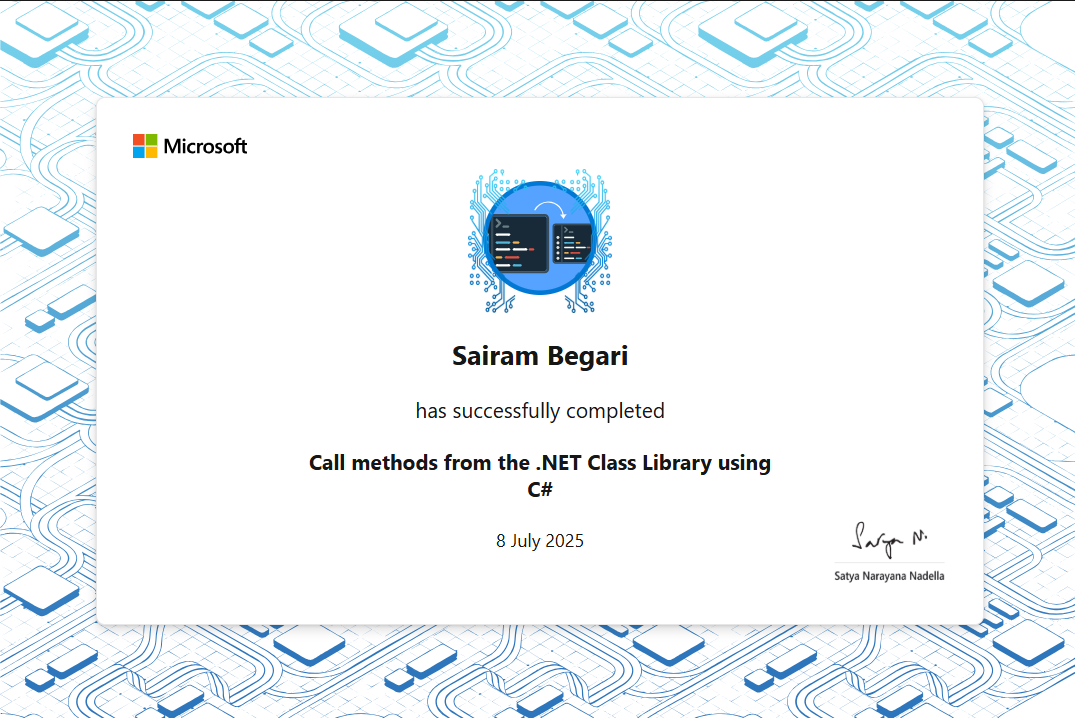 Microsoft
Sairam Begari
has successfully completed
Call methods from the .NET Class Library using
C#
8 July 2025
Satya N.
Satya Narayana Nadella